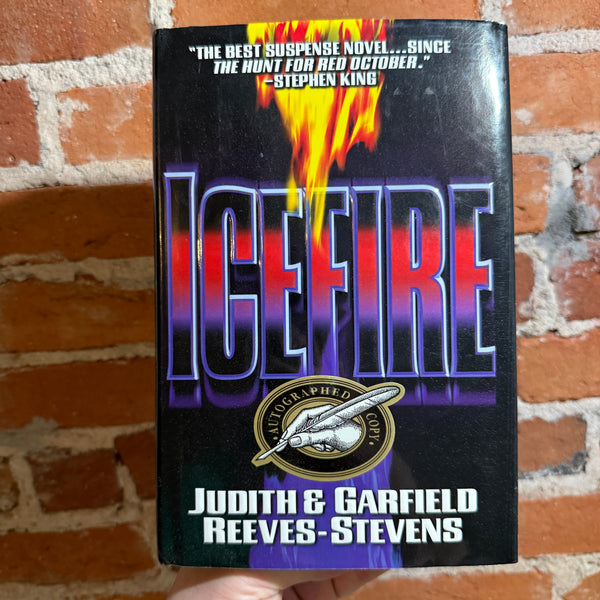 "THE BEST SUSPENSE NOVEL...SINCE
THE HUNT FOR RED OCTOBER."
–STEPHEN KING
ICEFIRE
·AUTOGRAPHED COPY·
JUDITH & GARFIELD
REEVES-STEVENS